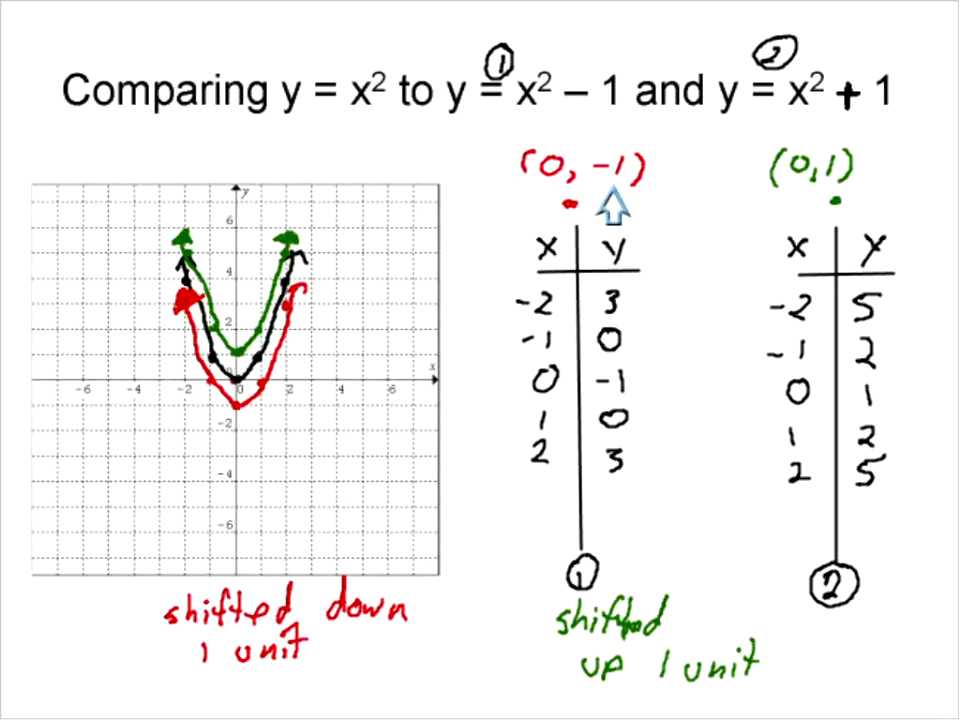 Comparing y = x² to y = x² – 1 and y = x² + 1
① ②
(0, -1) (0,1)
y
6
4
2
x
-6 -4 -2 0 2 4 6
-2
-4
-6
X Y
-2 3
-1 0
0 -1
1 0
2 3
①
X Y
-2 5
-1 2
0 1
1 2
2 5
②
shifted down
1 unit
shifted
up 1 unit